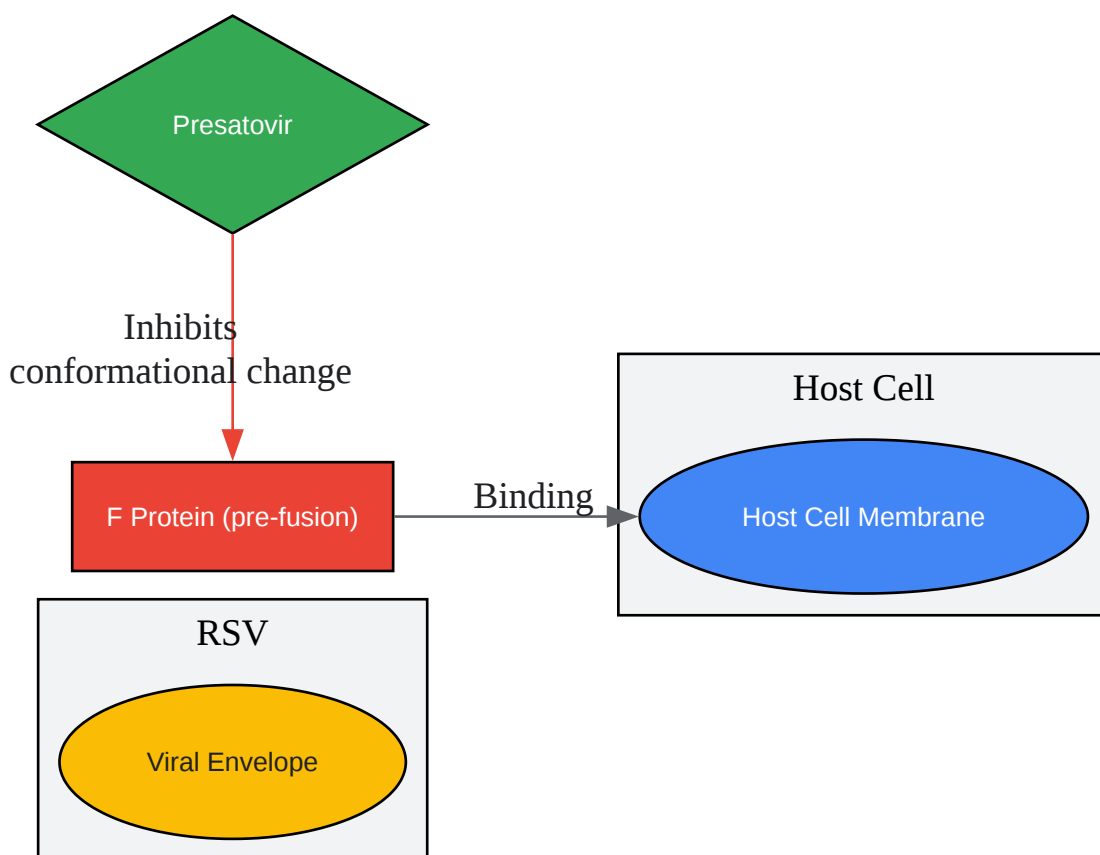 Presatovir
Inhibits
conformational change
Host Cell
F Protein (pre-fusion)
Binding
Host Cell Membrane
RSV
Viral Envelope